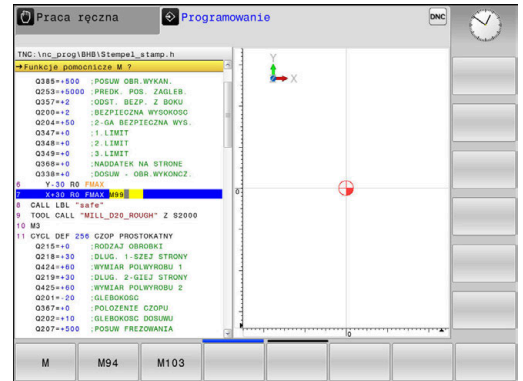 Praca ręczna
Programowanie
DNC
TNC:\nc_prog\BHB\Stempel_stamp.h
→Funkcje pomocnicze M ?
Q385=+500 ;POSUW OBR.WYKAN.
Q253=+5000 ;PREDK. POS. ZAGLEB.
Q357=+2 ;ODST. BEZP. Z BOKU
Q200=+2 ;BEZPIECZNA WYSOKOSC
Q204=+50 ;2-GA BEZPIECZNA WYS.
Q347=+0 ;1.LIMIT
Q348=+0 ;2.LIMIT
Q349=+0 ;3.LIMIT
Q368=+0 ;NADDATEK NA STRONE
Q338=+0 ;DOSUW - OBR.WYKONCZ.
6 Y-30 R0 FMAX
7 X+30 R0 FMAX M99
8 CALL LBL "safe"
9 TOOL CALL "MILL_D20_ROUGH" Z S2000
10 M3
11 CYCL DEF 256 CZOP PROSTOKATNY
Q215=+0 ;RODZAJ OBROBKI
Q218=+30 ;DLUG. 1-SZEJ STRONY
Q424=+60 ;WYMIAR POLWYROBU 1
Q219=+30 ;DLUG. 2-GIEJ STRONY
Q425=+60 ;WYMIAR POLWYROBU 2
Q201=-20 ;GLEBOKOSC
Q367=+0 ;POLOZENIE CZOPU
Q202=+10 ;GLEBOKOSC DOSUWU
Q207=+500 ;POSUW FREZOWANIA
Y
X
0
0
M
M94
M103